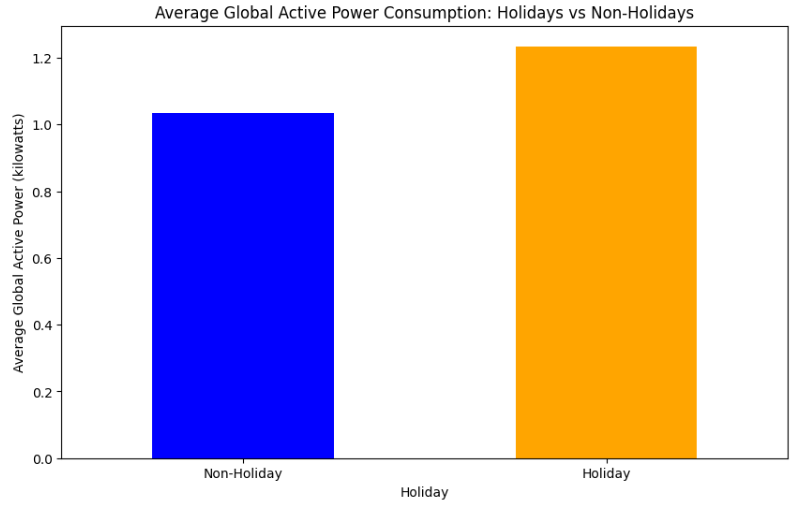 Average Global Active Power Consumption: Holidays vs Non-Holidays
Average Global Active Power (kilowatts)
1.2
1.0
0.8
0.6
0.4
0.2
0.0
Non-Holiday
Holiday
Holiday